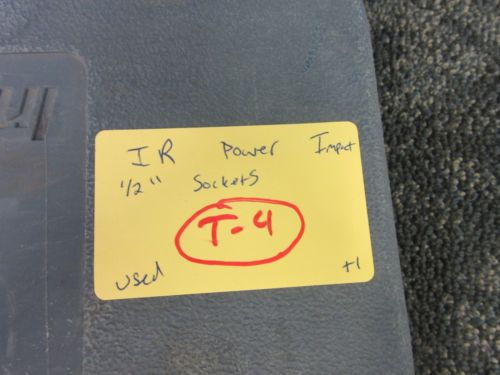 IR Power Impact
1/2" Sockets
T-4
used +1